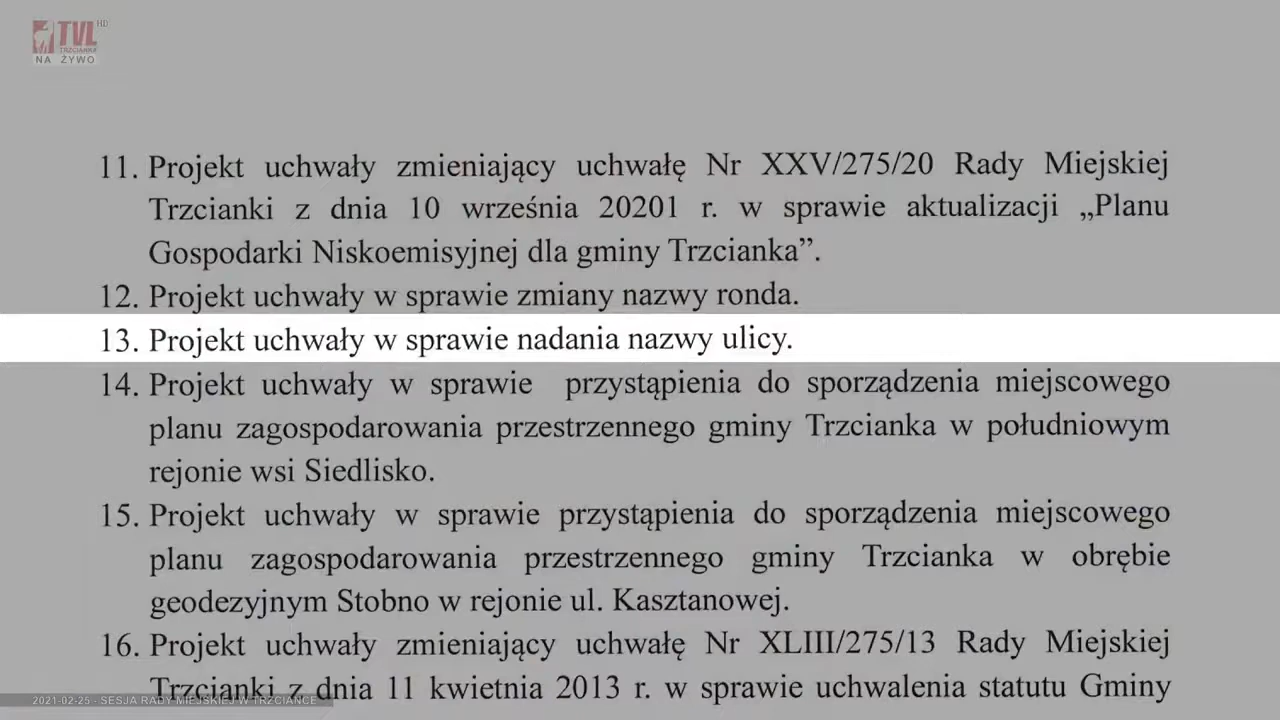 TVL HD
TRZCIANKA
NA ŻYWO
11. Projekt uchwały zmieniający uchwałę Nr XXV/275/20 Rady Miejskiej
Trzcianki z dnia 10 września 20201 r. w sprawie aktualizacji „Planu
Gospodarki Niskoemisyjnej dla gminy Trzcianka”.
12. Projekt uchwały w sprawie zmiany nazwy ronda.
13. Projekt uchwały w sprawie nadania nazwy ulicy.
14. Projekt uchwały w sprawie przystąpienia do sporządzenia miejscowego
planu zagospodarowania przestrzennego gminy Trzcianka w południowym
rejonie wsi Siedlisko.
15. Projekt uchwały w sprawie przystąpienia do sporządzenia miejscowego
planu zagospodarowania przestrzennego gminy Trzcianka w obrębie
geodezyjnym Stobno w rejonie ul. Kasztanowej.
16. Projekt uchwały zmieniający uchwałę Nr XLIII/275/13 Rady Miejskiej
Trzcianki z dnia 11 kwietnia 2013 r. w sprawie uchwalenia statutu Gminy
2021-02-25 - SESJA RADY MIEJSKIEJ W TRZCIANCE